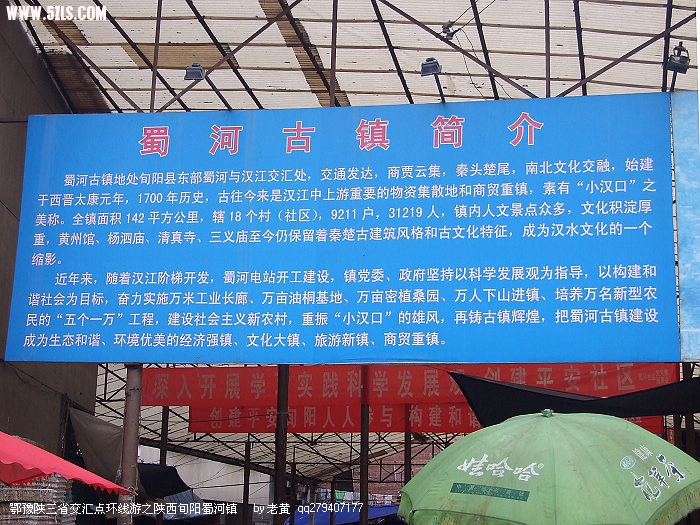 www.5ZLS.COM
蜀河古镇简介
蜀河古镇地处旬阳县东部蜀河与汉江交汇处，交通发达，商贾云集，秦头楚尾，南北文化交融，始建
于西晋太康元年，1700年历史，古往今来是汉江中上游重要的物资集散地和商贸重镇，素有“小汉口”之
美称。全镇面积142平方公里，辖18个村（社区），9211户，31219人，镇内人文景点众多，文化积淀厚
重，黄州馆、杨泗庙、清真寺、三义庙至今仍保留着秦楚古建筑风格和古文化特征，成为汉水文化的一个
缩影。
近年来，随着汉江阶梯开发，蜀河电站开工建设，镇党委、政府坚持以科学发展观为指导，以构建和
谐社会为目标，奋力实施万米工业长廊、万亩油桐基地、万亩密植桑园、万人下山进镇、培养万名新型农
民的“五个一万”工程，建设社会主义新农村，重振“小汉口”的雄风，再铸古镇辉煌，把蜀河古镇建设
成为生态和谐、环境优美的经济强镇、文化大镇、旅游新镇、商贸重镇。
深入开展学 实践科学发展 创建平安社区
创建平安旬阳人人参与 构建和
娃哈哈
鄂豫陕三省交汇点环线游之陕西旬阳蜀河镇 by老黄 qq279407177